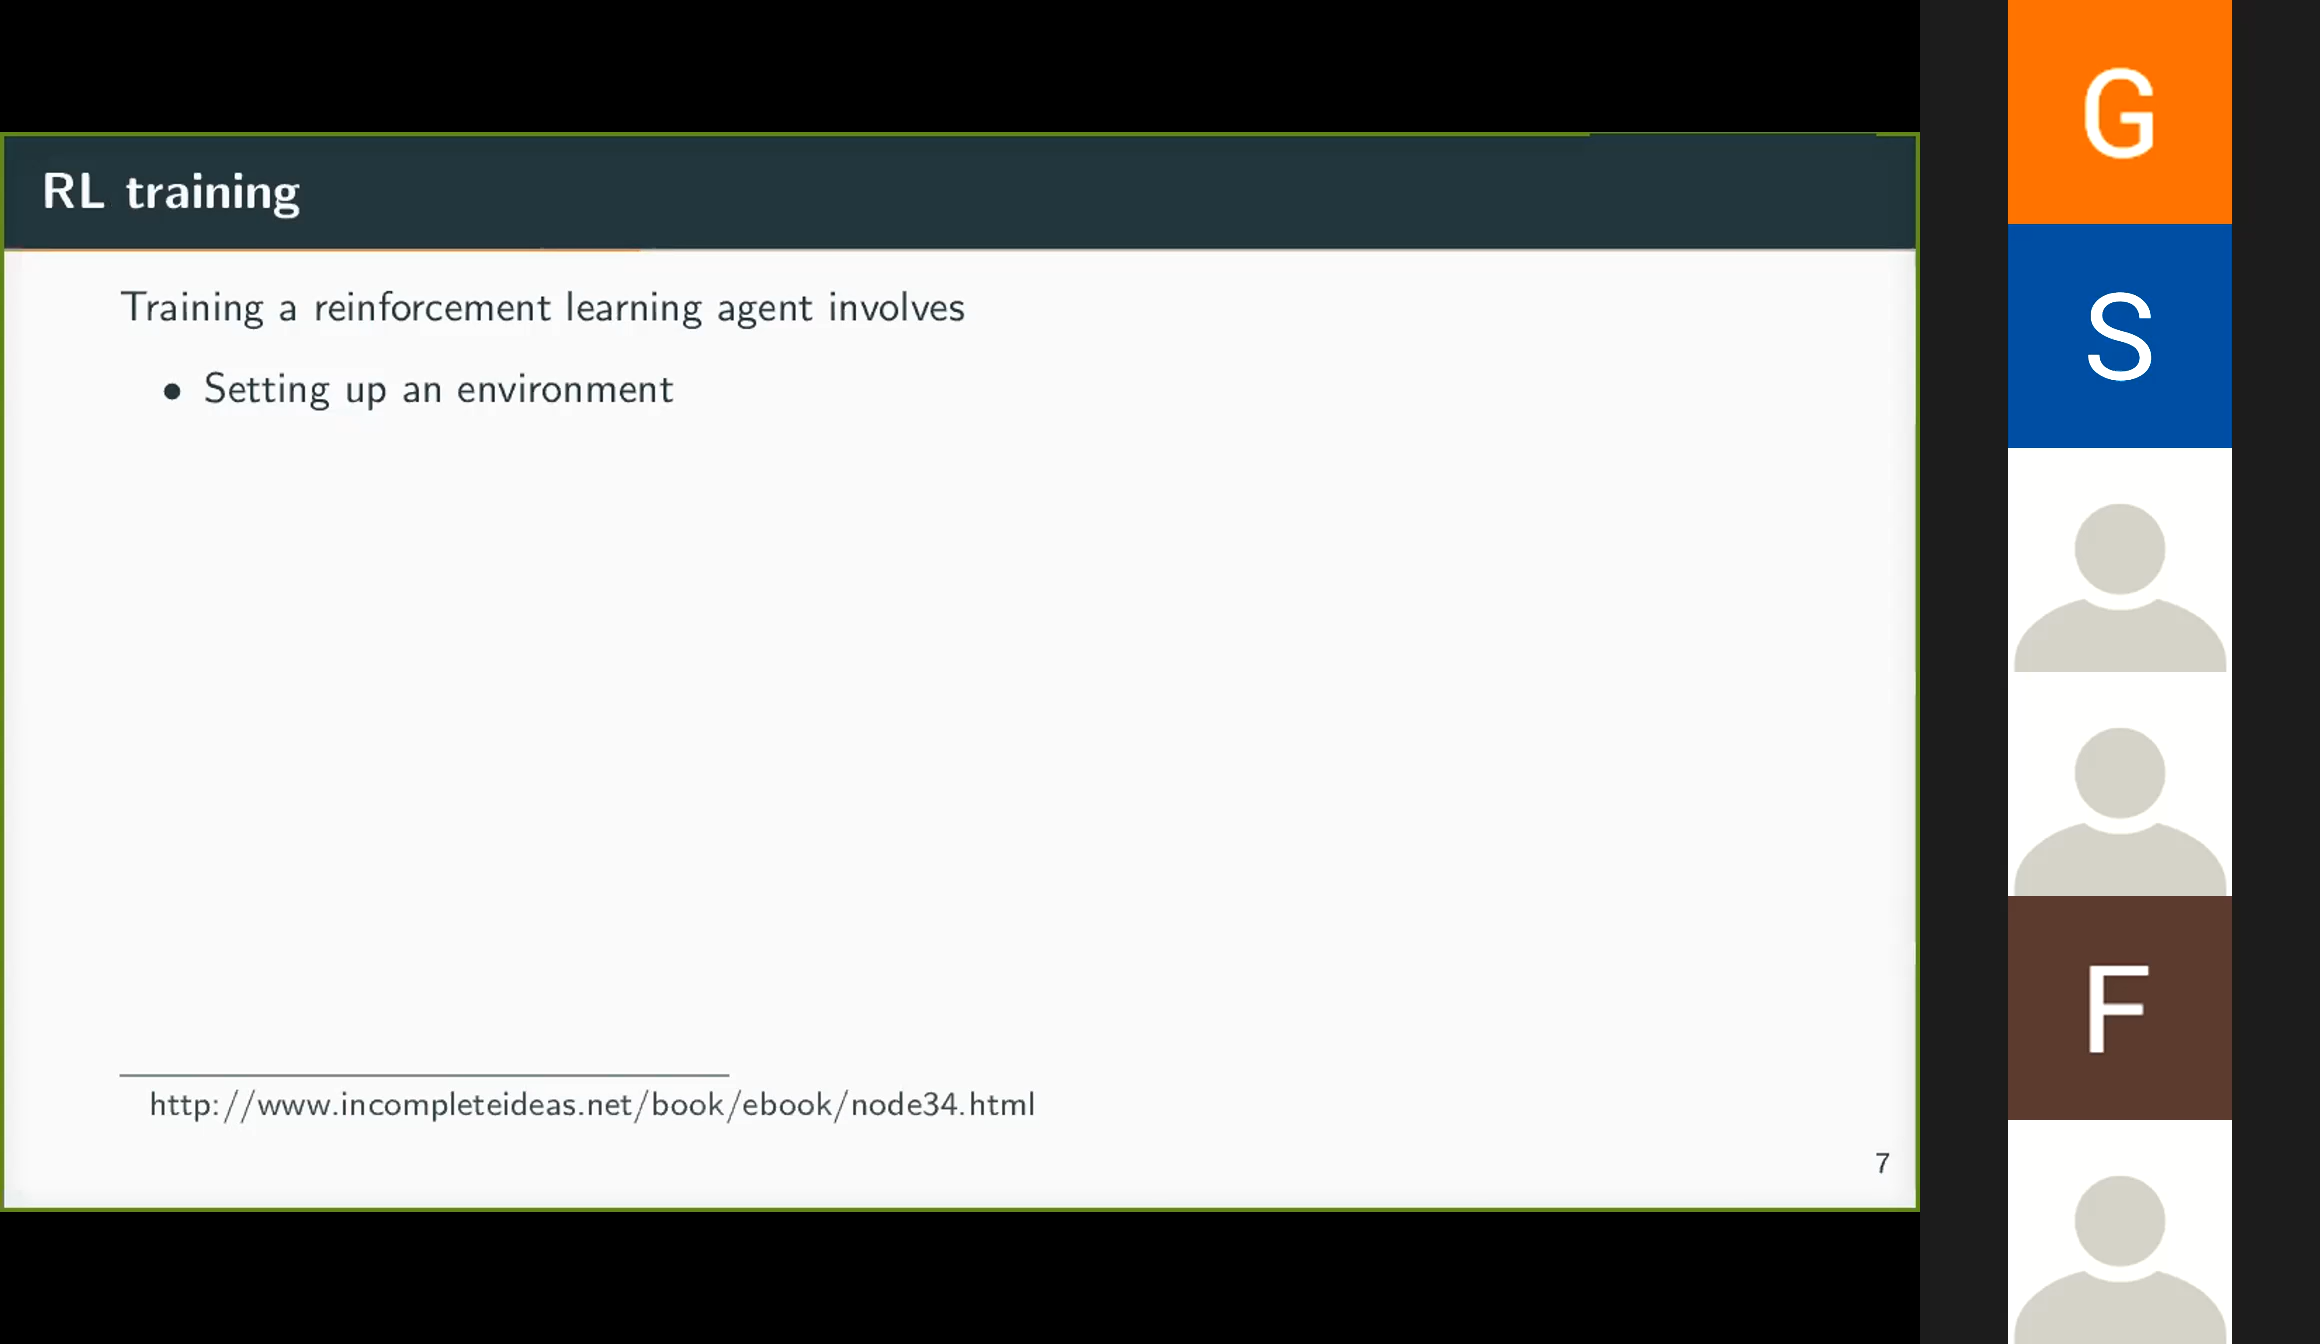 RL training
Training a reinforcement learning agent involves
• Setting up an environment
http://www.incompleteideas.net/book/ebook/node34.html
7
G
S
F